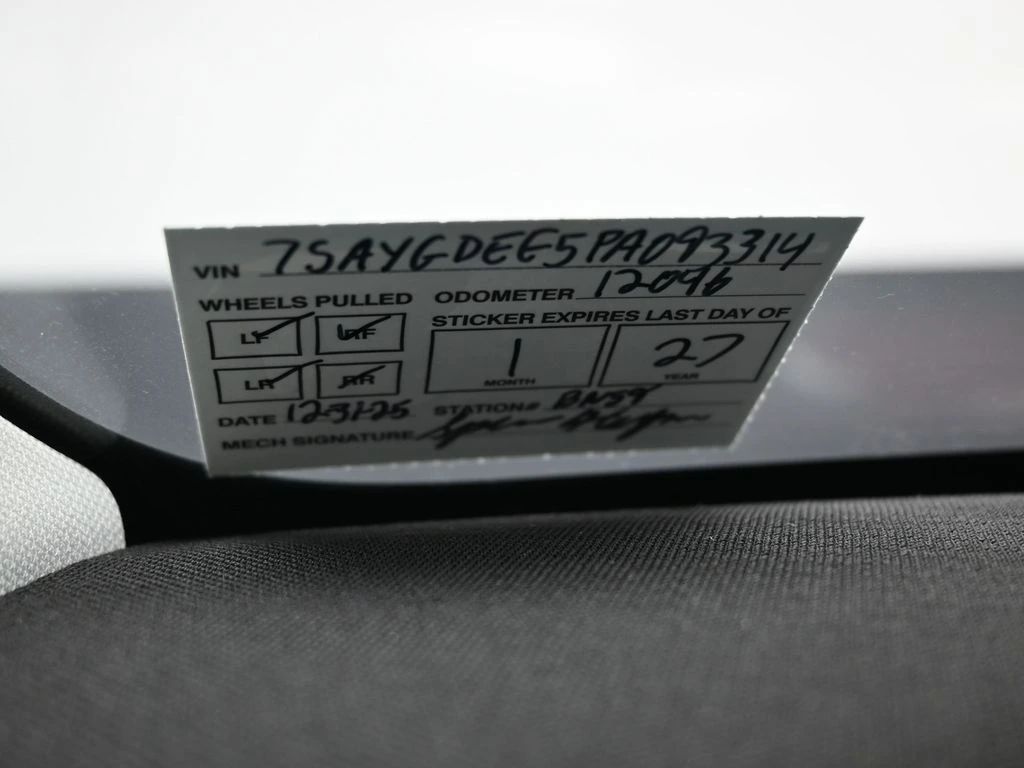 VIN 7SAYGDEE5PA093314
WHEELS PULLED ODOMETER 12096
STICKER EXPIRES LAST DAY OF
LF RF
1 27
MONTH YEAR
LR RR
DATE 12-31-25 STATION#
MECH SIGNATURE